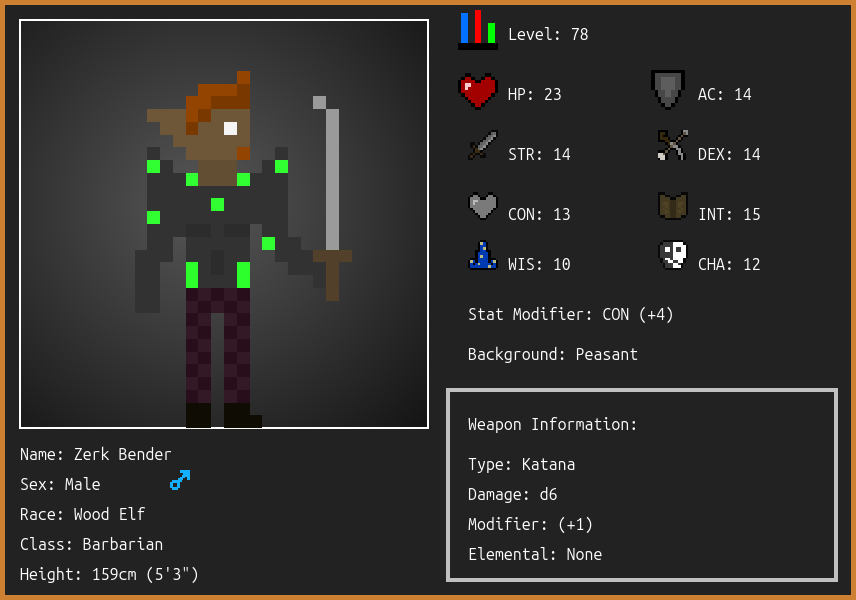 Level: 78
HP: 23
AC: 14
STR: 14
DEX: 14
CON: 13
INT: 15
WIS: 10
CHA: 12
Stat Modifier: CON (+4)
Background: Peasant
Weapon Information:
Type: Katana
Damage: d6
Modifier: (+1)
Elemental: None
Name: Zerk Bender
Sex: Male
Race: Wood Elf
Class: Barbarian
Height: 159cm (5'3")